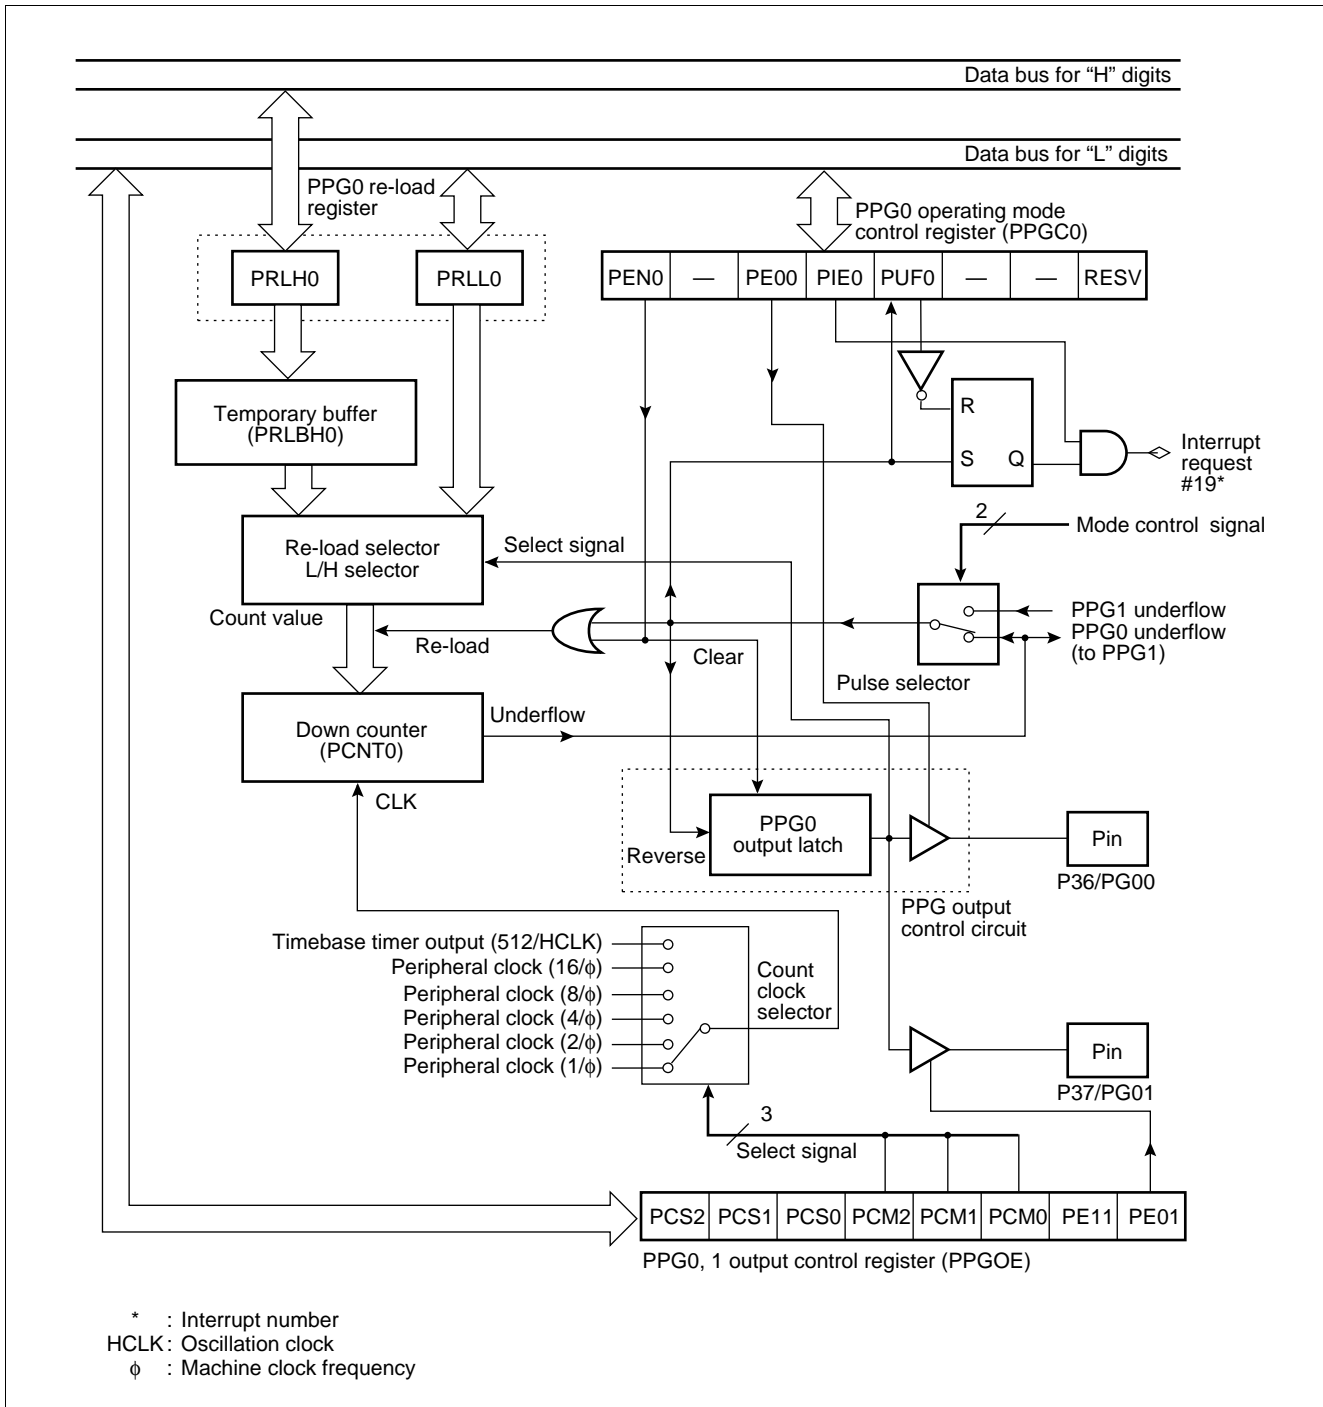 Data bus for “H” digits
Data bus for “L” digits
PPG0 re-load
register
PPG0 operating mode
control register (PPGC0)
PRLH0
PRLL0
PEN0
—
PE00
PIE0
PUF0
—
—
RESV
Temporary buffer
(PRLBH0)
R
S
Q
Interrupt
request
#19*
2
Mode control signal
Re-load selector
L/H selector
Select signal
Count value
Re-load
Clear
PPG1 underflow
PPG0 underflow
(to PPG1)
Pulse selector
Down counter
(PCNT0)
Underflow
CLK
PPG0
output latch
Reverse
Pin
P36/PG00
PPG output
control circuit
Timebase timer output (512/HCLK)
Peripheral clock (16/ϕ)
Peripheral clock (8/ϕ)
Peripheral clock (4/ϕ)
Peripheral clock (2/ϕ)
Peripheral clock (1/ϕ)
Count
clock
selector
Pin
P37/PG01
3
Select signal
PCS2
PCS1
PCS0
PCM2
PCM1
PCM0
PE11
PE01
PPG0, 1 output control register (PPGOE)
* : Interrupt number
HCLK : Oscillation clock
ϕ : Machine clock frequency